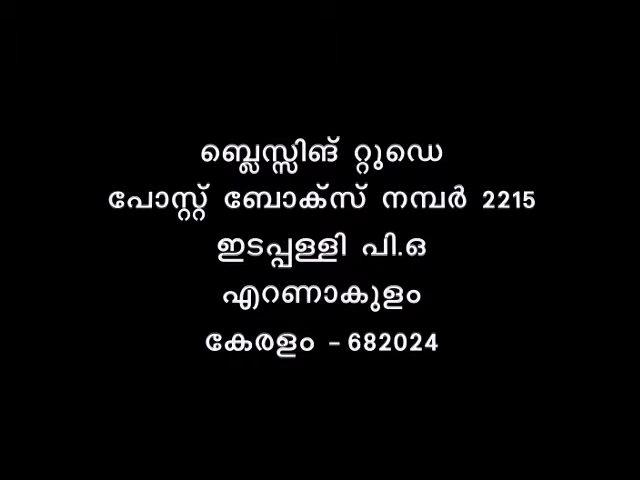 ബ്ലെസ്സിങ് റ്റുഡെ
പോസ്റ്റ് ബോക്സ് നമ്പർ 2215
ഇടപ്പള്ളി പി.ഒ
എറണാകുളം
കേരളം - 682024